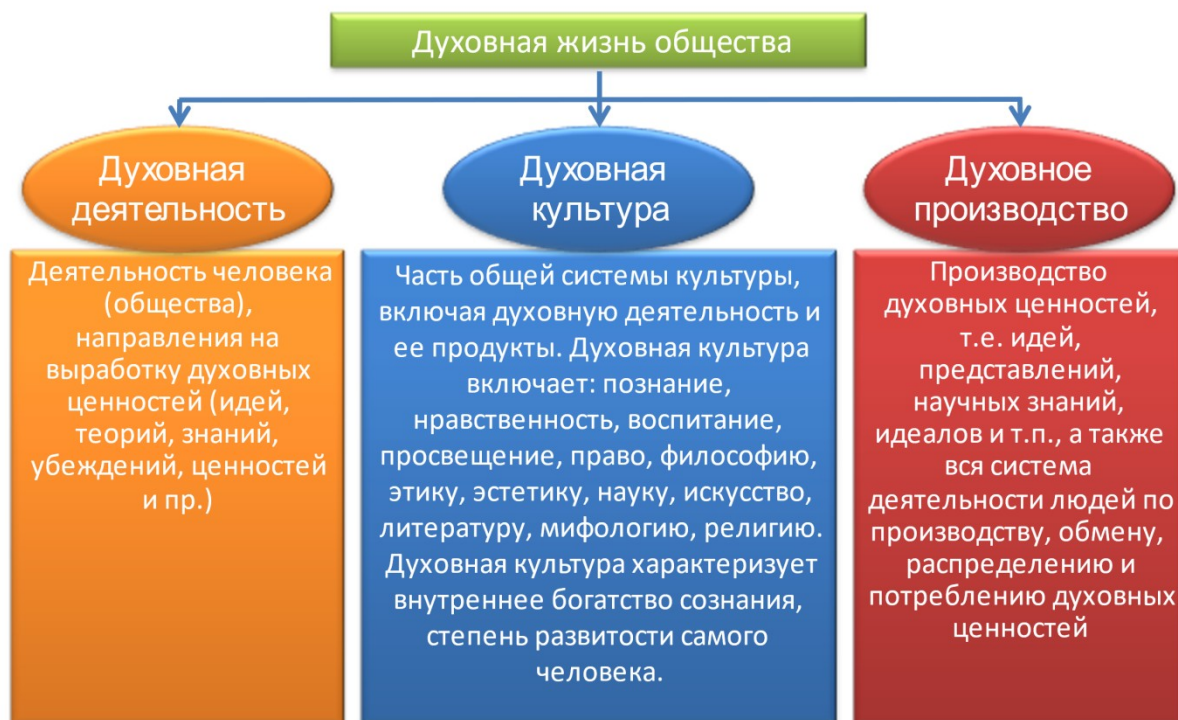 Духовная жизнь общества
Духовная
деятельность
Деятельность человека
(общества),
направления на
выработку духовных
ценностей (идей,
теорий, знаний,
убеждений, ценностей
и пр.)
Духовная
культура
Часть общей системы культуры,
включая духовную деятельность и
ее продукты. Духовная культура
включает: познание,
нравственность, воспитание,
просвещение, право, философию,
этику, эстетику, науку, искусство,
литературу, мифологию, религию.
Духовная культура характеризует
внутреннее богатство сознания,
степень развитости самого
человека.
Духовное
производство
Производство
духовных ценностей,
т.е. идей,
представлений,
научных знаний,
идеалов и т.п., а также
вся система
деятельности людей по
производству, обмену,
распределению и
потреблению духовных
ценностей